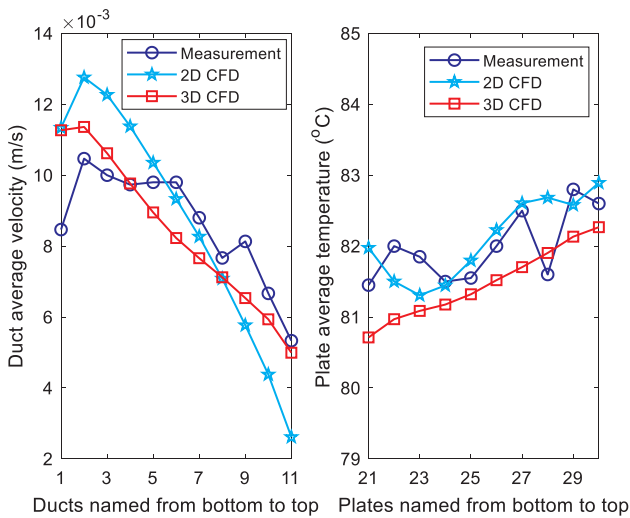 ×10⁻³
14
12
10
8
6
4
2
1 3 5 7 9 11
Duct average velocity (m/s)
Ducts named from bottom to top
Measurement
2D CFD
3D CFD
85
84
83
82
81
80
79
21 23 25 27 29
Plate average temperature (°C)
Plates named from bottom to top
Measurement
2D CFD
3D CFD